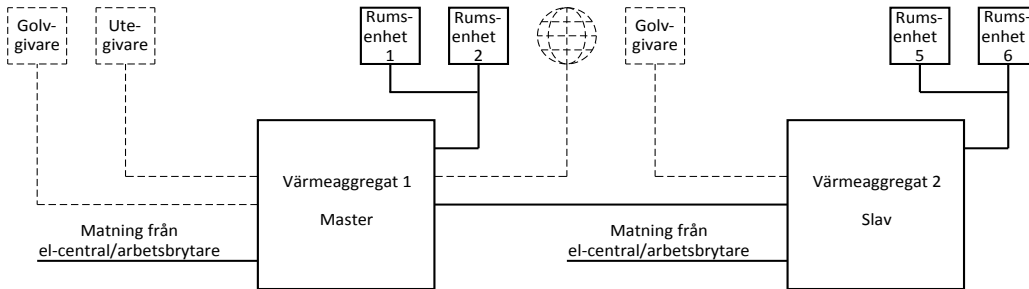 Golv-
givare
Ute-
givare
Rums-
enhet
1
Rums-
enhet
2
Golv-
givare
Rums-
enhet
5
Rums-
enhet
6
Värmeaggregat 1
Master
Värmeaggregat 2
Slav
Matning från
el-central/arbetsbrytare
Matning från
el-central/arbetsbrytare